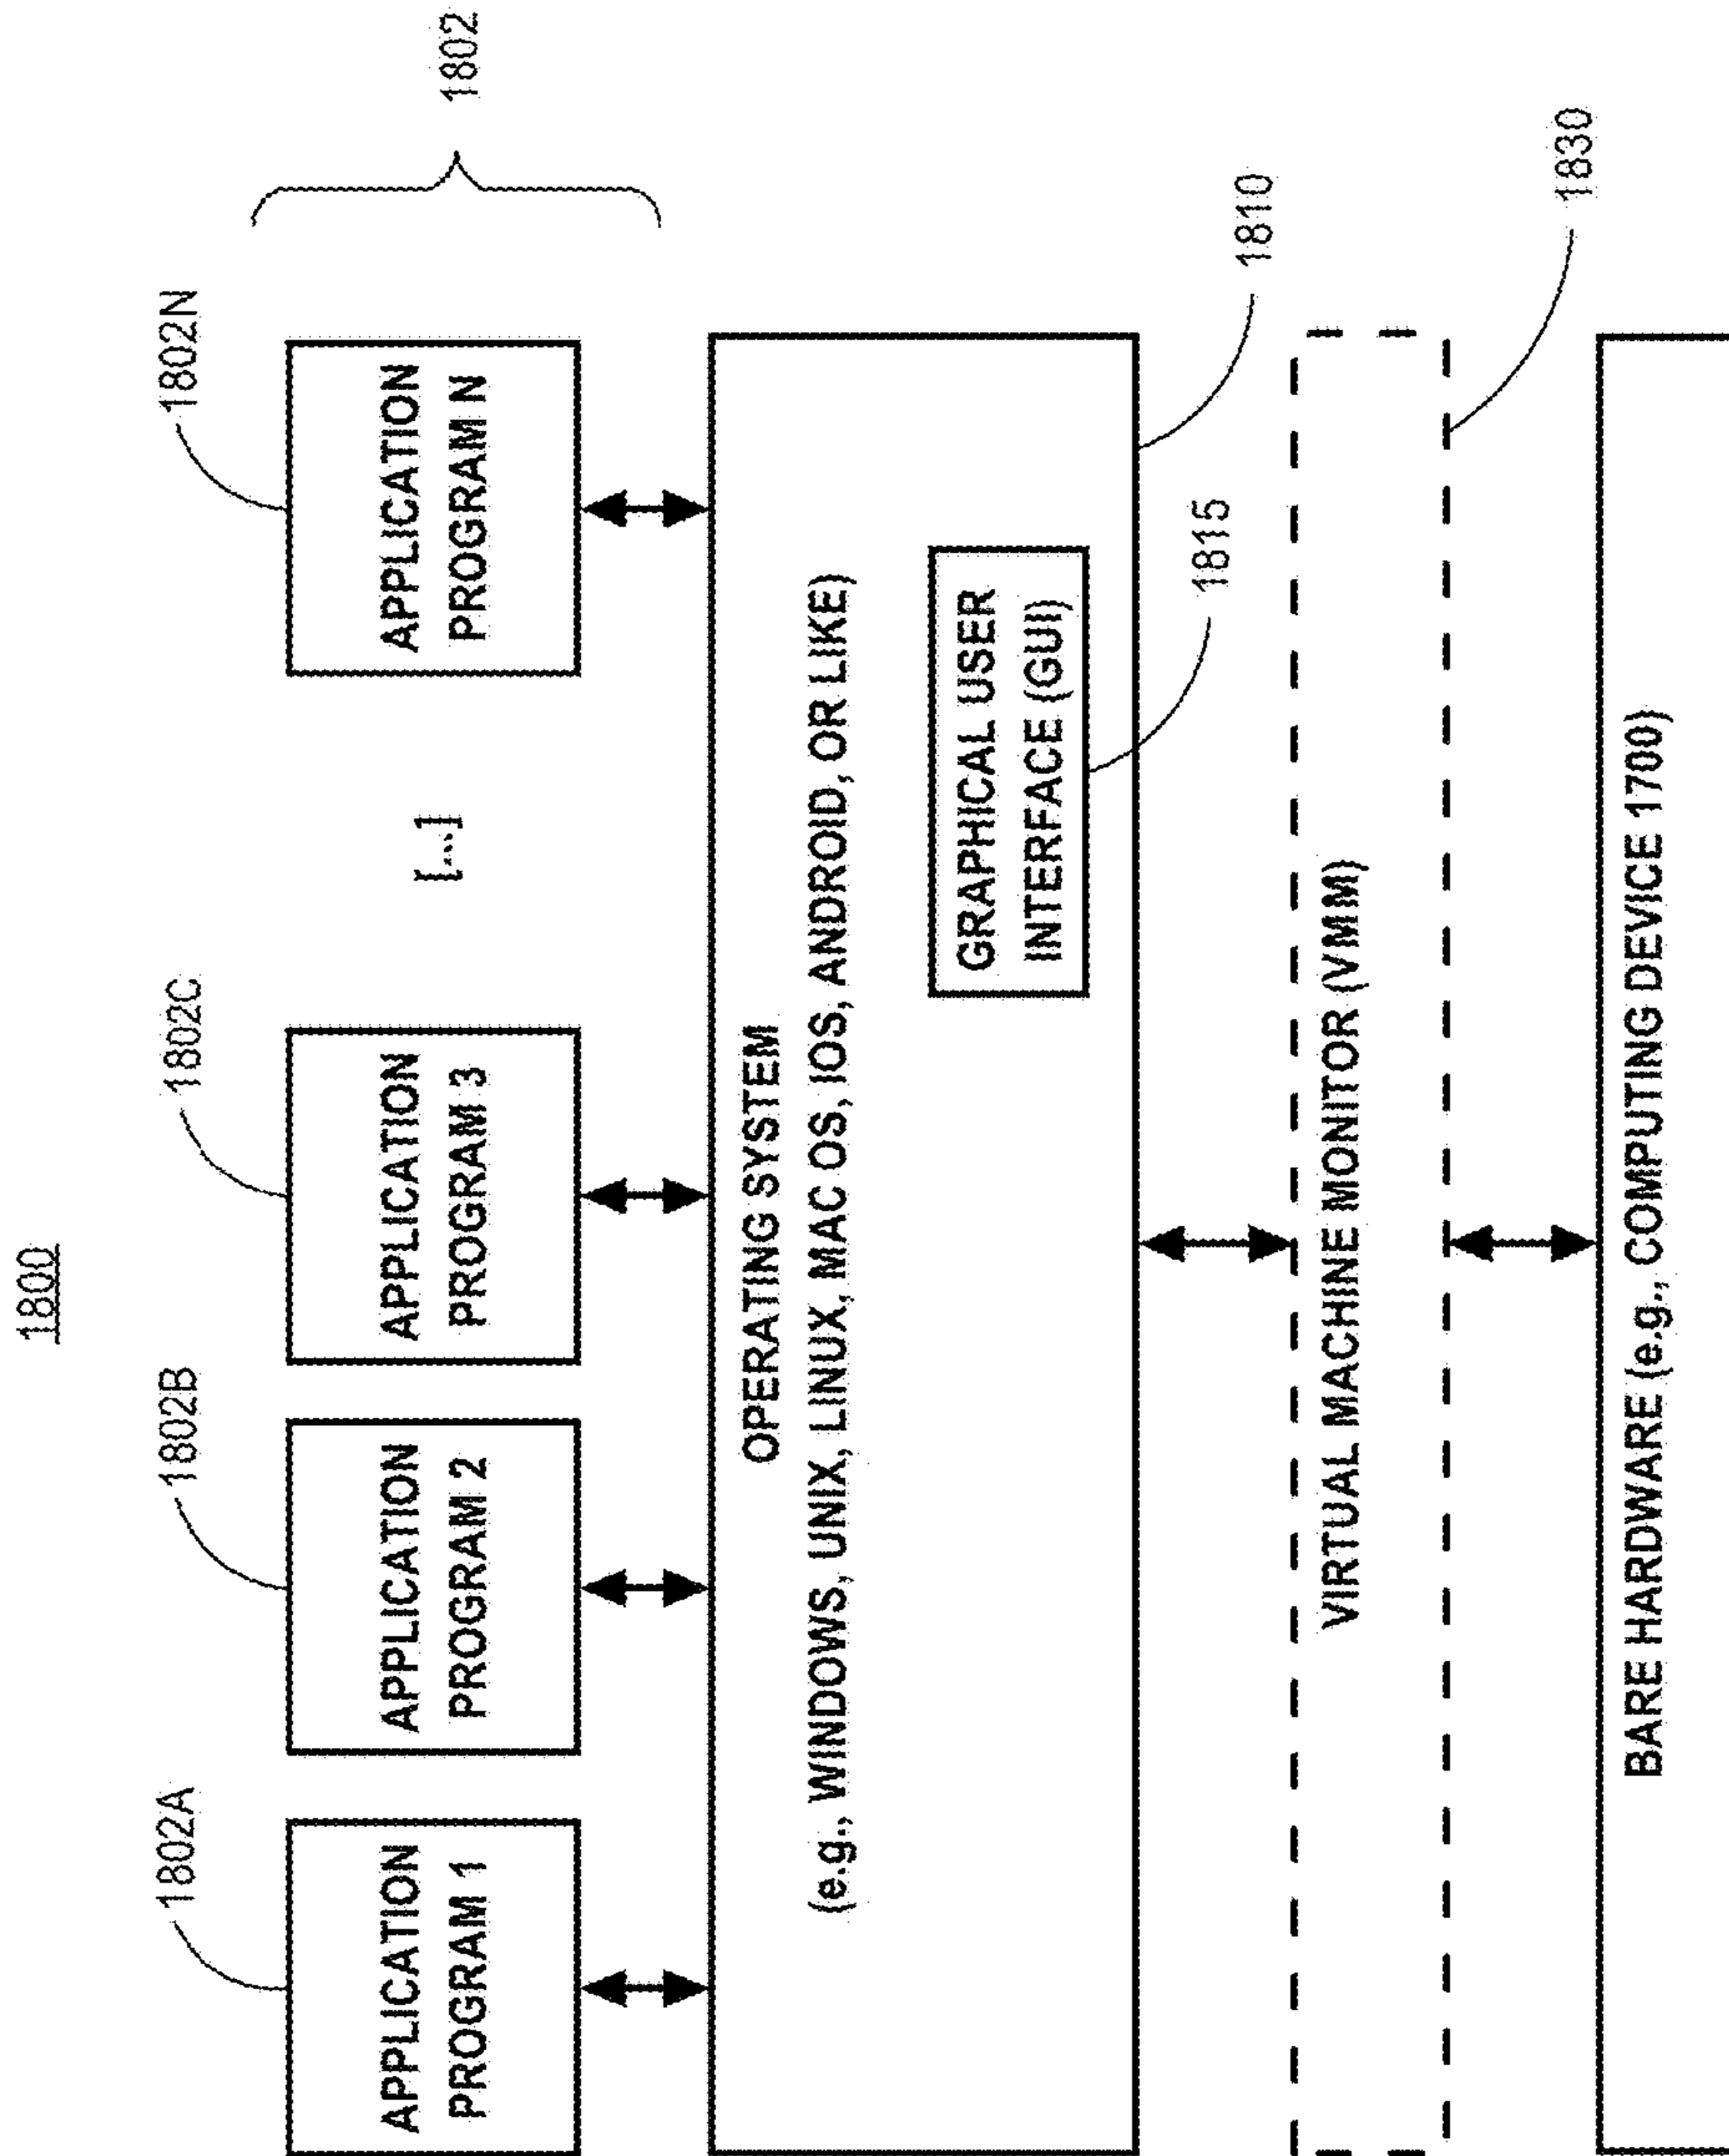 1800
1802A
1802B
1802C
1802N
1802
APPLICATION
PROGRAM 1
APPLICATION
PROGRAM 2
APPLICATION
PROGRAM 3
[...]
APPLICATION
PROGRAM N
OPERATING SYSTEM
(e.g., WINDOWS, UNIX, LINUX, MAC OS, IOS, ANDROID, OR LIKE)
GRAPHICAL USER
INTERFACE (GUI)
1810
1815
VIRTUAL MACHINE MONITOR (VMM)
1830
BARE HARDWARE (e.g., COMPUTING DEVICE 1700)